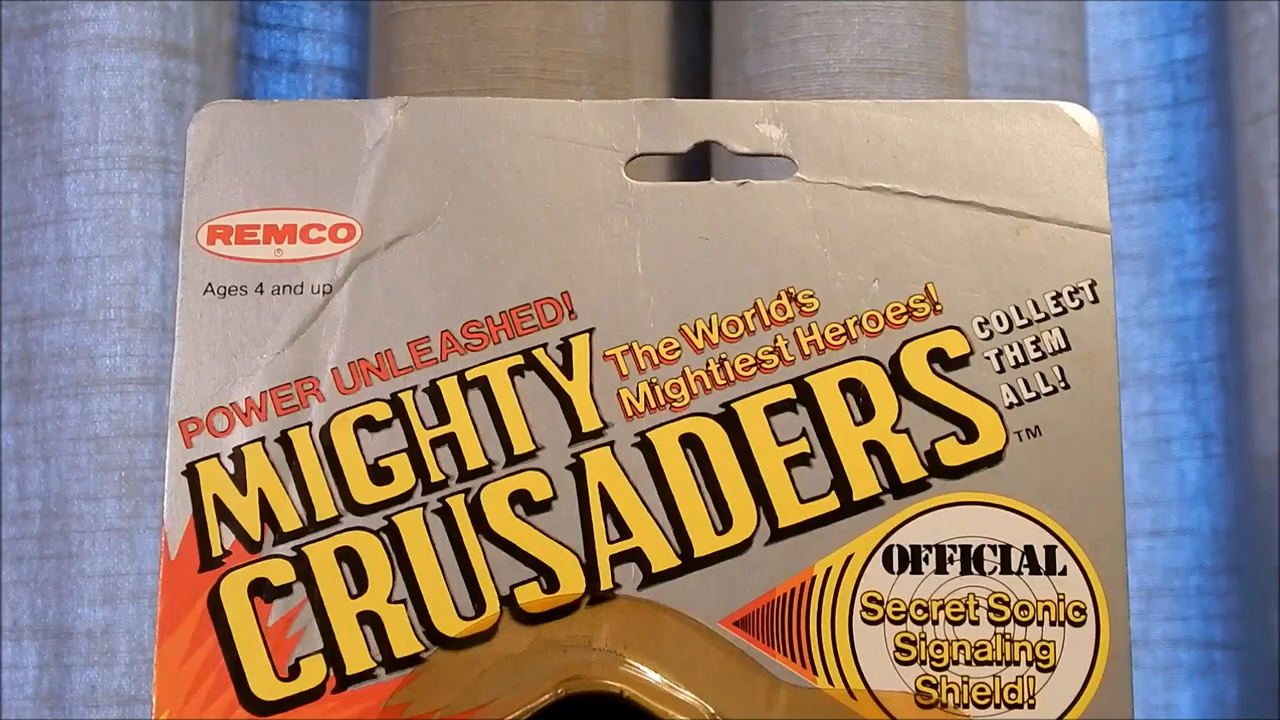 REMCO
Ages 4 and up
POWER UNLEASHED!
The World's
Mightiest Heroes!
COLLECT
THEM
ALL!
MIGHTY
CRUSADERS™
OFFICIAL
Secret Sonic
Signaling
Shield!